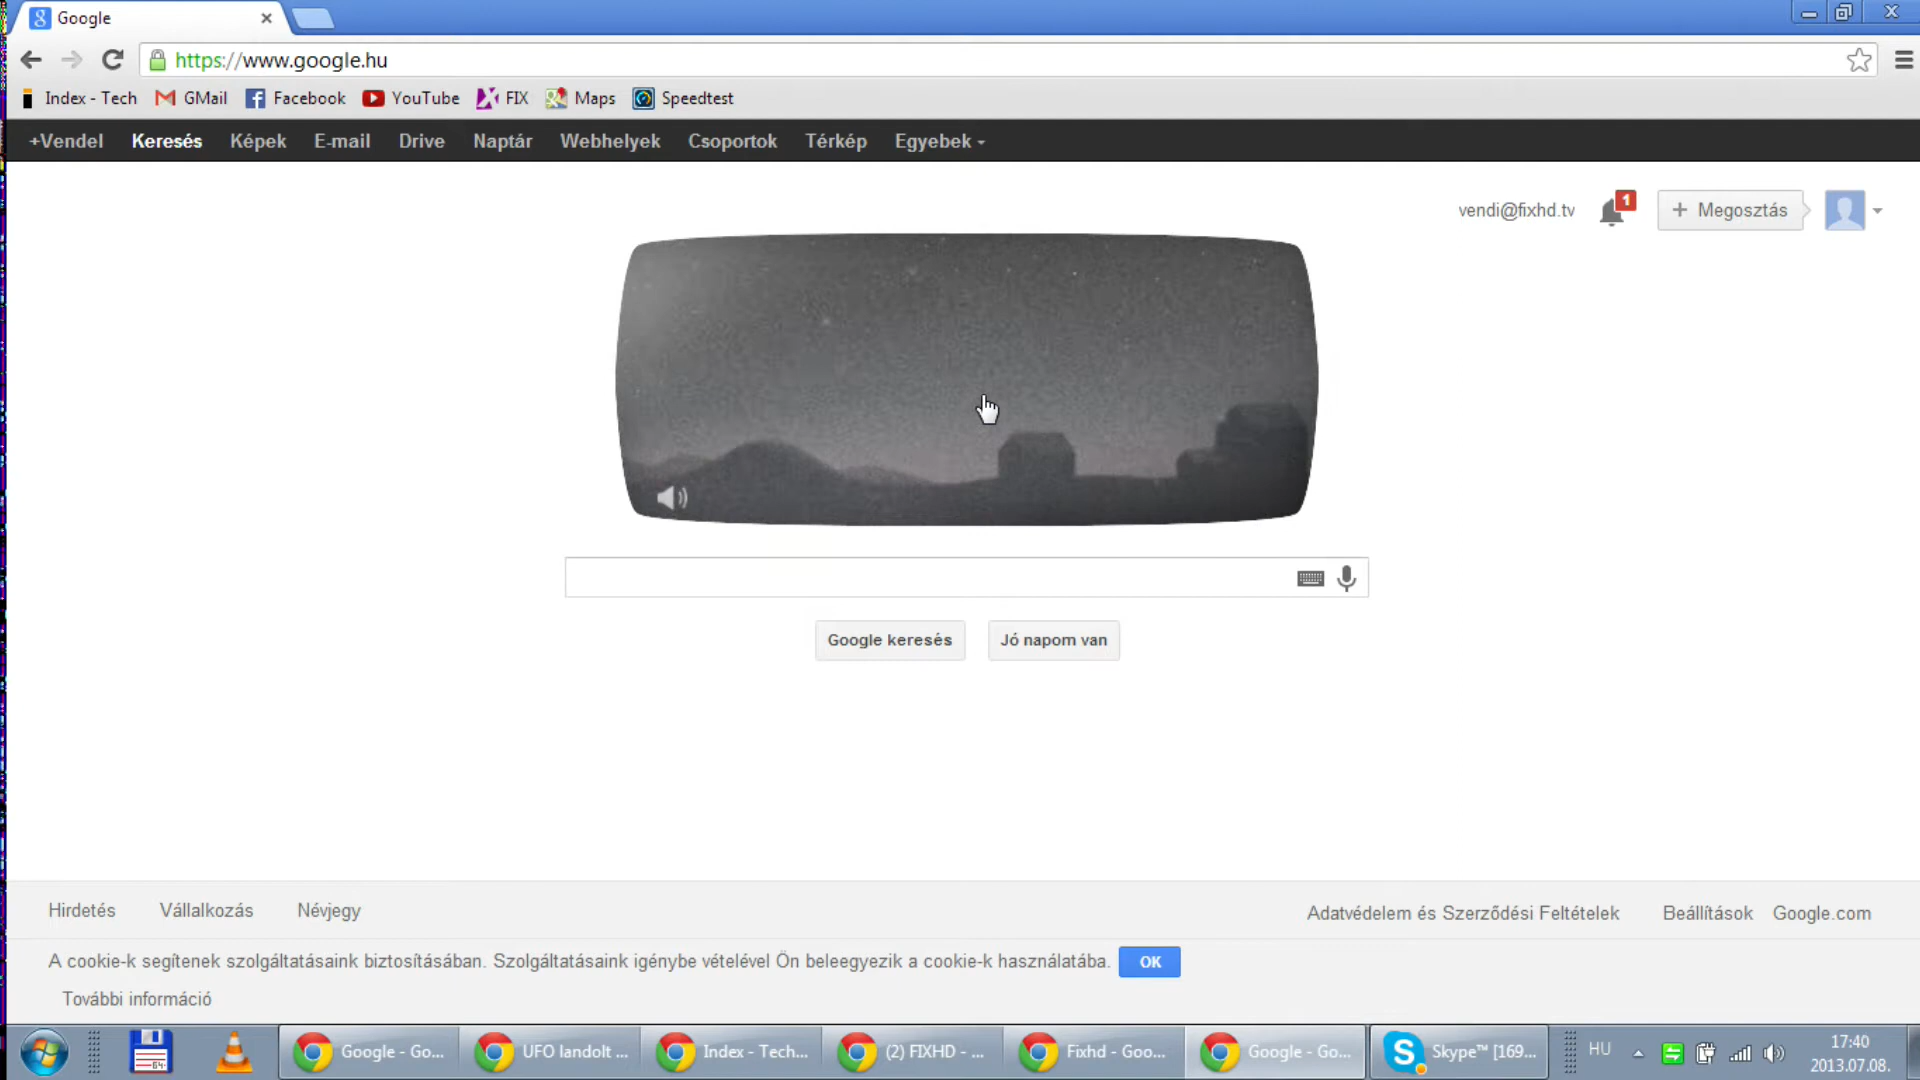 Google
https://www.google.hu
Index - Tech GMail Facebook YouTube FIX Maps Speedtest
+Vendel Keresés Képek E-mail Drive Naptár Webhelyek Csoportok Térkép Egyebek
vendi@fixhd.tv 1 + Megosztás
Google keresés Jó napom van
Hirdetés Vállalkozás Névjegy Adatvédelem és Szerződési Feltételek Beállítások Google.com
A cookie-k segítenek szolgáltatásaink biztosításában. Szolgáltatásaink igénybe vételével Ön beleegyezik a cookie-k használatába. OK
További információ
Google - Go... UFO landolt ... Index - Tech... (2) FIXHD - ... Fixhd - Goo... Google - Go... Skype™ [169... HU 17:40
2013.07.08.